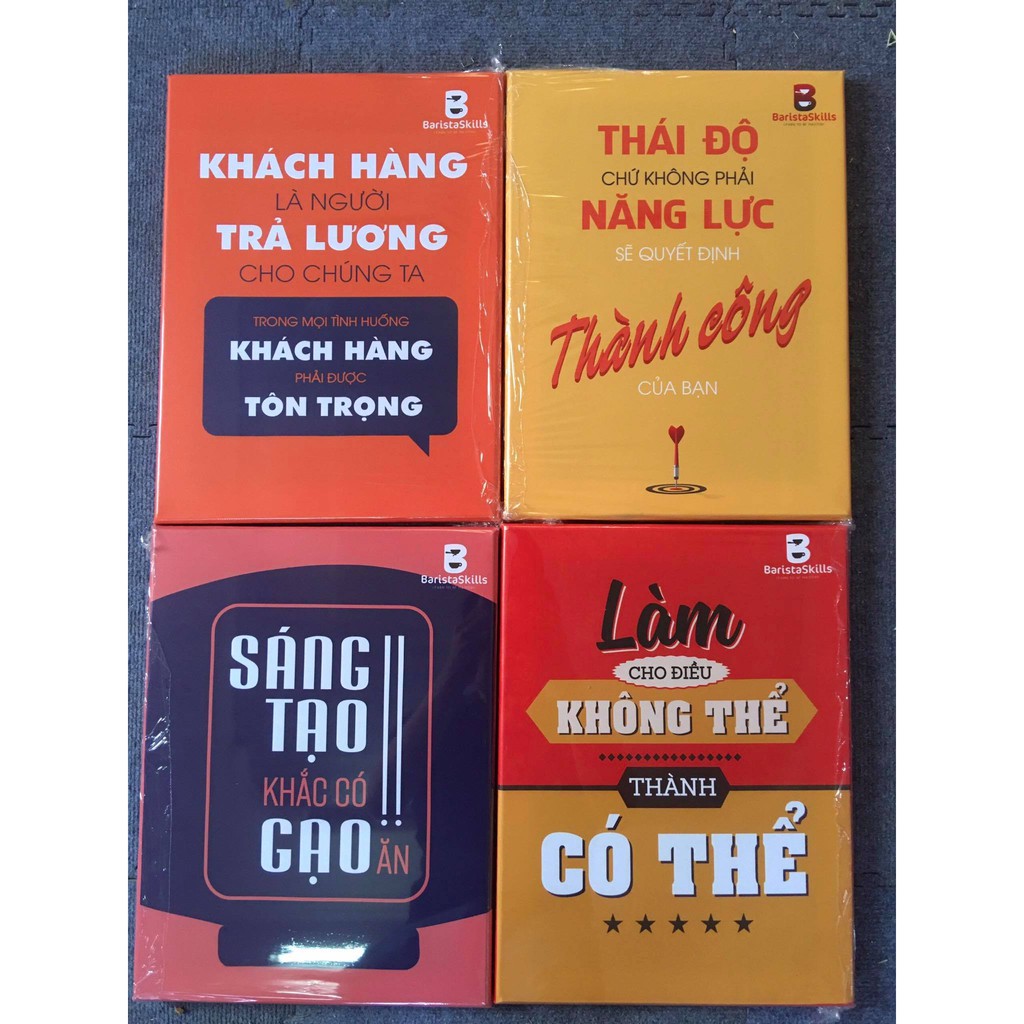 BaristaSkills
KHÁCH HÀNG
LÀ NGƯỜI
TRẢ LƯƠNG
CHO CHÚNG TA
TRONG MỌI TÌNH HUỐNG
KHÁCH HÀNG
PHẢI ĐƯỢC
TÔN TRỌNG
BaristaSkills
THÁI ĐỘ
CHỨ KHÔNG PHẢI
NĂNG LỰC
SẼ QUYẾT ĐỊNH
Thành công
CỦA BẠN
BaristaSkills
SÁNG
TẠO
KHẮC CÓ
GẠO ĂN
BaristaSkills
Làm
CHO ĐIỀU
KHÔNG THỂ
THÀNH
CÓ THỂ